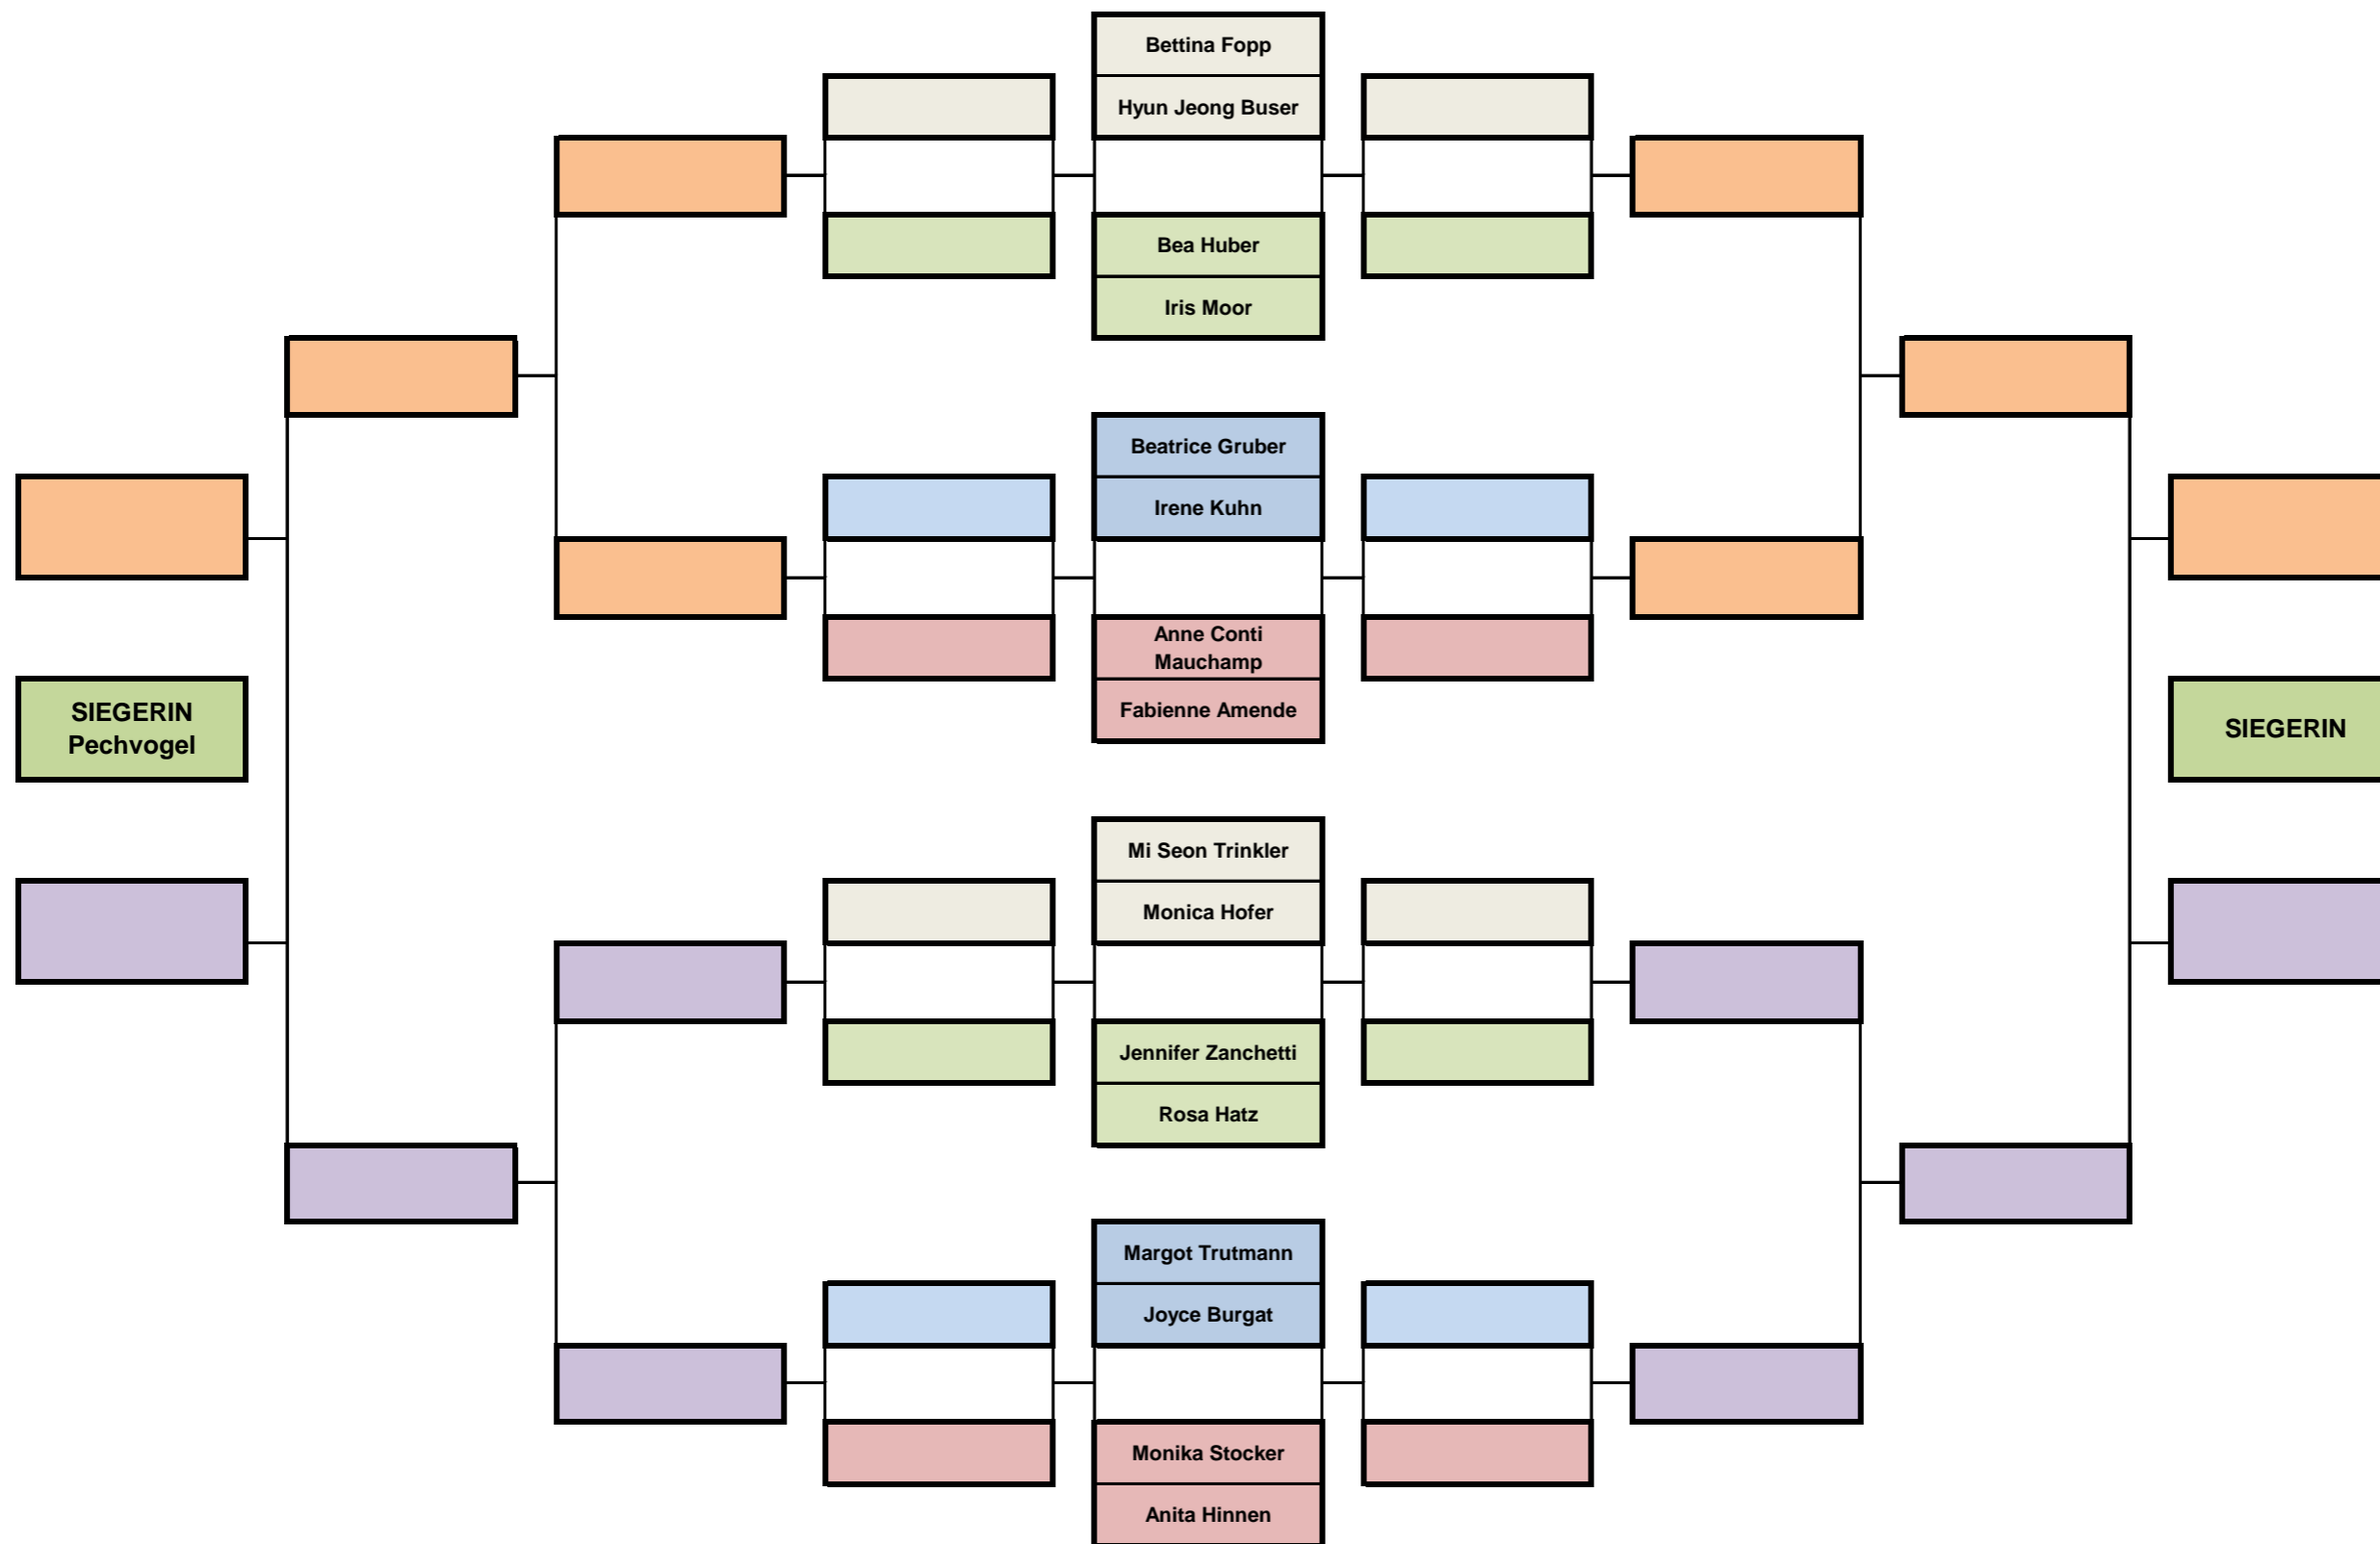 Bettina Fopp
Hyun Jeong Buser
Bea Huber
Iris Moor
Beatrice Gruber
Irene Kuhn
Anne Conti
Mauchamp
Fabienne Amende
SIEGERIN
Pechvogel
SIEGERIN
Mi Seon Trinkler
Monica Hofer
Jennifer Zanchetti
Rosa Hatz
Margot Trutmann
Joyce Burgat
Monika Stocker
Anita Hinnen